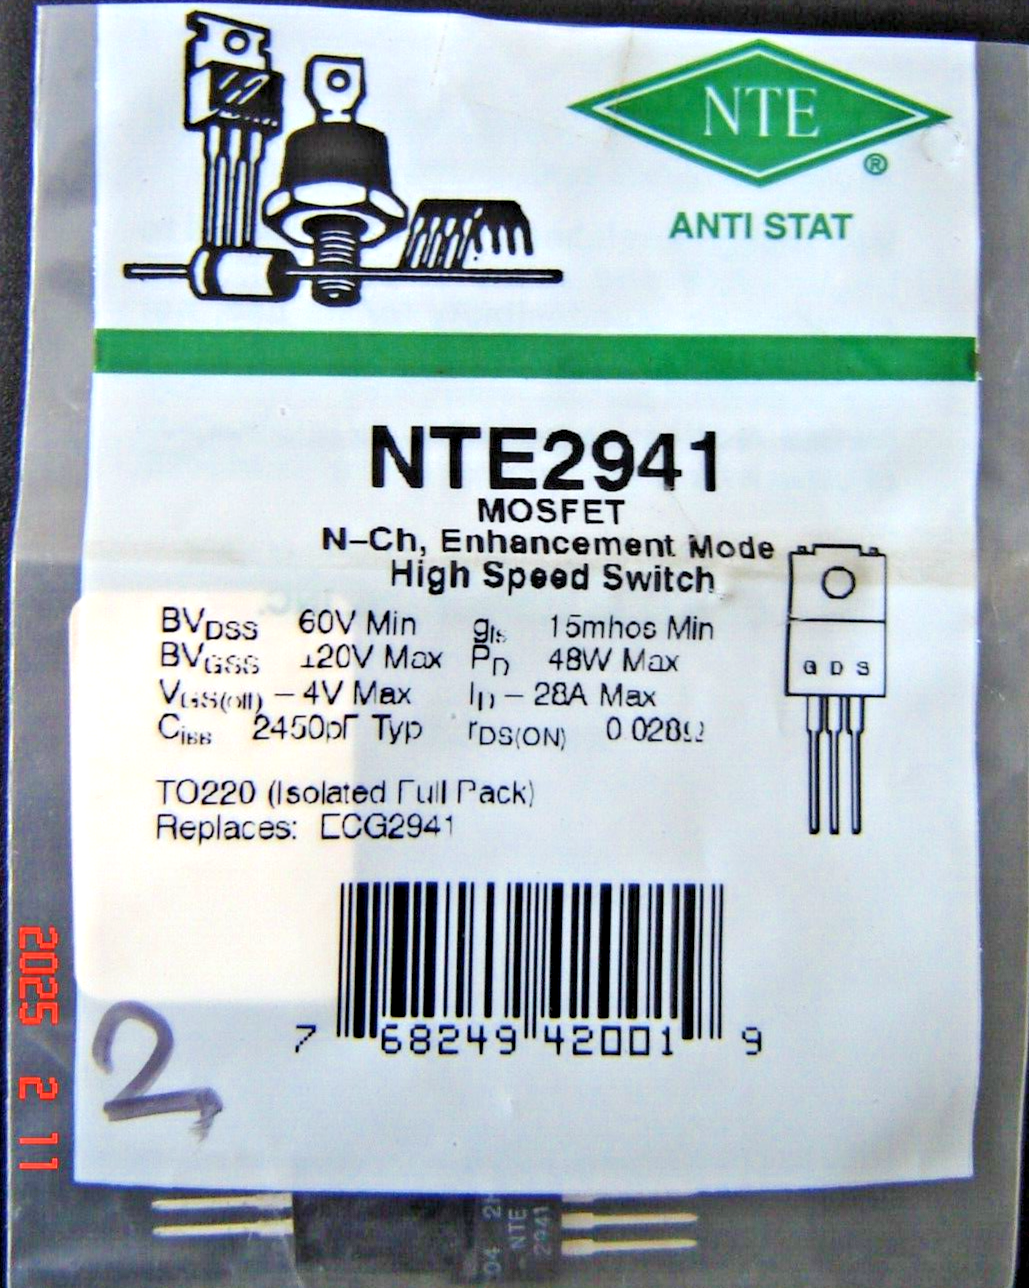 NTE
®
ANTI STAT
NTE2941
MOSFET
N–Ch, Enhancement Mode
High Speed Switch
BVDSS 60V Min gfs 15mhos Min
BVGSS ±20V Max PD 48W Max
VGS(off) – 4V Max ID – 28A Max
Ciss 2450pF Typ rDS(ON) 0.028Ω
G D S
TO220 (Isolated Full Pack)
Replaces: ECG2941
7 68249 42001 9
2025 2 11
2
NTE
2941